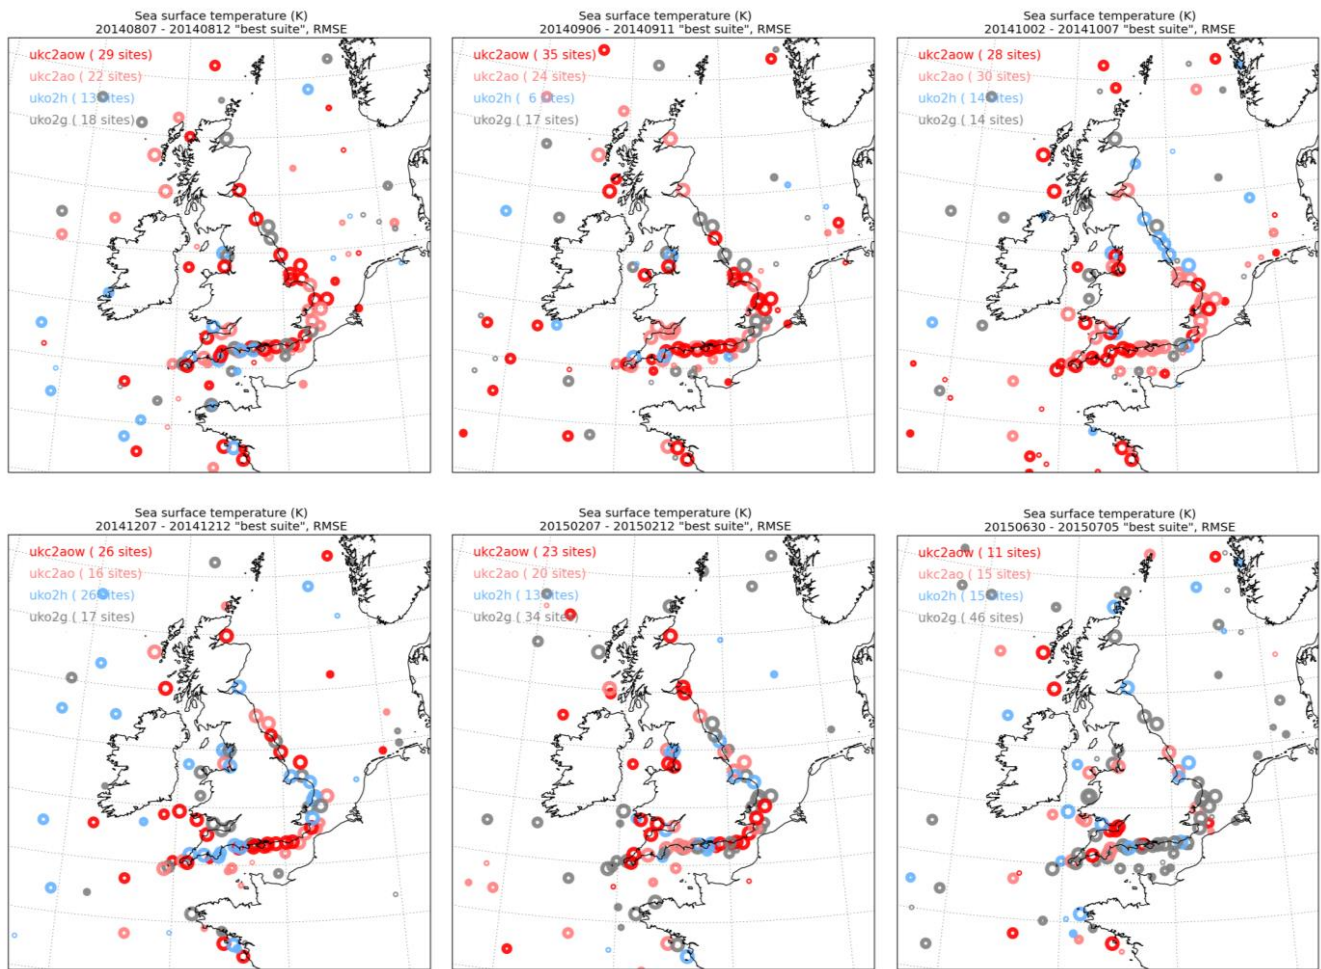 Sea surface temperature (K)
20140807 - 20140812 "best suite", RMSE
ukc2aow ( 29 sites)
ukc2ao ( 22 sites)
uko2h ( 13 sites)
uko2g ( 18 sites)
Sea surface temperature (K)
20140906 - 20140911 "best suite", RMSE
ukc2aow ( 35 sites)
ukc2ao ( 24 sites)
uko2h (  6 sites)
uko2g ( 17 sites)
Sea surface temperature (K)
20141002 - 20141007 "best suite", RMSE
ukc2aow ( 28 sites)
ukc2ao ( 30 sites)
uko2h ( 14 sites)
uko2g ( 14 sites)
Sea surface temperature (K)
20141207 - 20141212 "best suite", RMSE
ukc2aow ( 26 sites)
ukc2ao ( 16 sites)
uko2h ( 26 sites)
uko2g ( 17 sites)
Sea surface temperature (K)
20150207 - 20150212 "best suite", RMSE
ukc2aow ( 23 sites)
ukc2ao ( 20 sites)
uko2h ( 13 sites)
uko2g ( 34 sites)
Sea surface temperature (K)
20150630 - 20150705 "best suite", RMSE
ukc2aow ( 11 sites)
ukc2ao ( 15 sites)
uko2h ( 15 sites)
uko2g ( 46 sites)